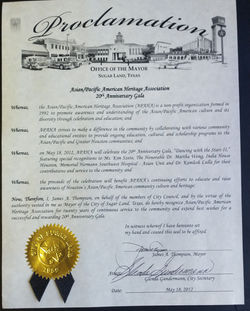 Proclamation
OFFICE OF THE MAYOR
SUGAR LAND, TEXAS
Asian/Pacific American Heritage Association
20th Anniversary Gala
Whereas, the Asian/Pacific American Heritage Association (APAHA) is a non-profit organization formed in
1992 to promote awareness and understanding of the Asian/Pacific American culture and its
diversity through celebration and education; and
Whereas, APAHA strives to make a difference in the community by collaborating with various community
and educational entities to provide ongoing education, cultural, and scholarship programs to the
Asian/Pacific and Greater Houston communities; and
Whereas, on May 18, 2012, APAHA will celebrate the 20th Anniversary Gala, "Dancing with the Stars II,"
featuring special recognitions to Ms. Kim Szeto, The Honorable Dr. Martha Wong, India House
Houston, Memorial Hermann Southwest Hospital - Asian Unit and Dr. Kamlesh Lulla for their
contributions and service to the community; and
Whereas, the proceeds of the celebration will benefit APAHA's continuing efforts to educate and raise
awareness of Houston's Asian/Pacific American community culture and heritage;
Now, Therefore, I, James A. Thompson, on behalf of the members of City Council, and by the virtue of the
authority vested in me as Mayor of the City of Sugar Land, Texas, do hereby recognize Asian/Pacific American
Heritage Association for twenty years of continuous service to the community and extend best wishes for a
successful and rewarding 20th Anniversary Gala.
In witness whereof I have hereunto set
my hand and caused this seal to be affixed
James A. Thompson, Mayor
Attest
Glenda Gundermann
Glenda Gundermann, City Secretary
Date May 18, 2012